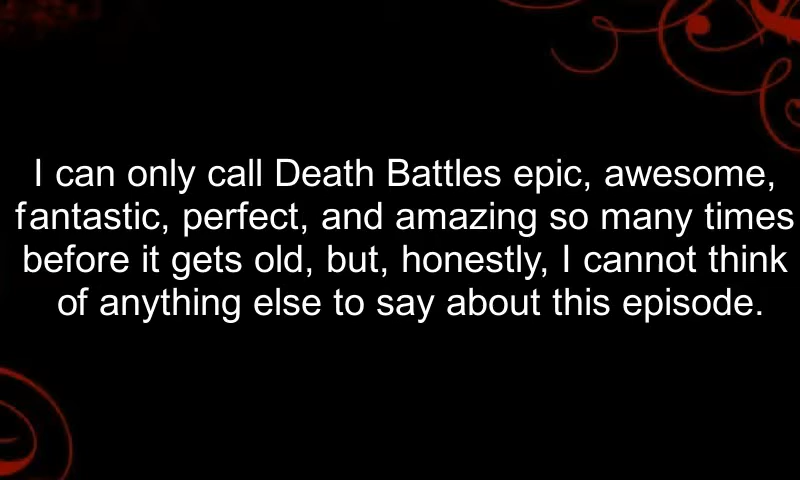 I can only call Death Battles epic, awesome,
fantastic, perfect, and amazing so many times
before it gets old, but, honestly, I cannot think
of anything else to say about this episode.